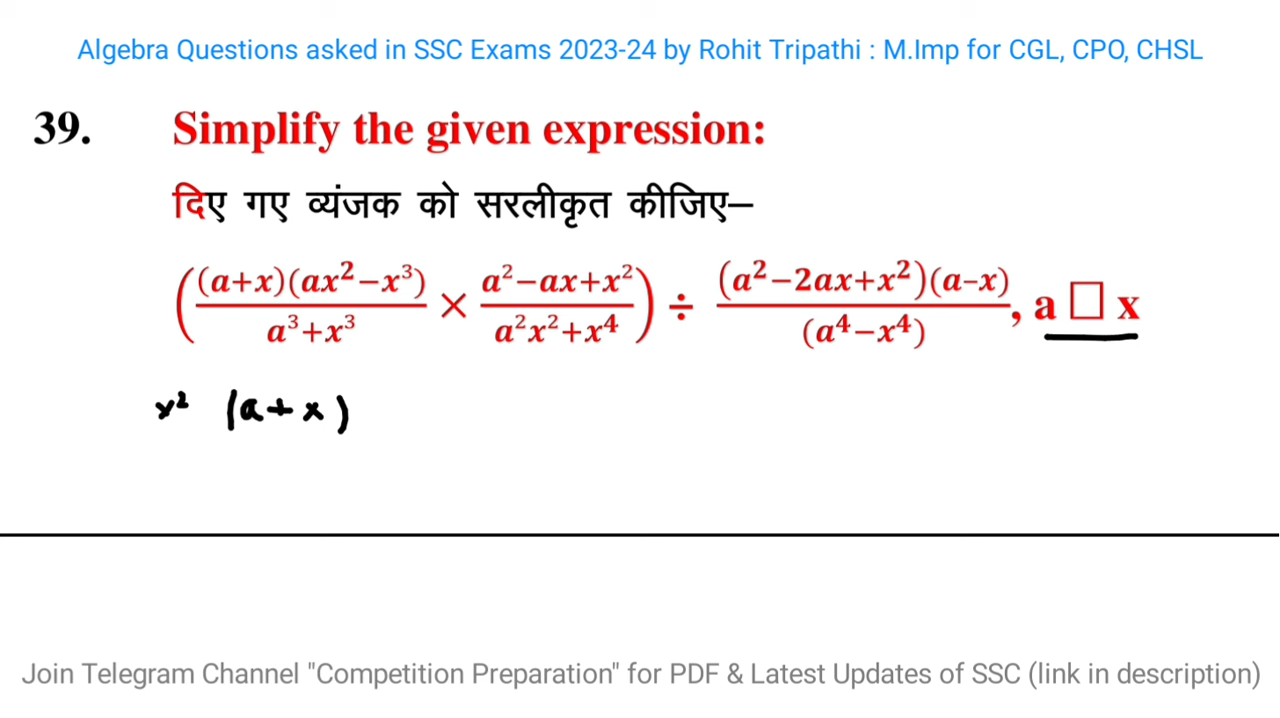 Algebra Questions asked in SSC Exams 2023-24 by Rohit Tripathi : M.Imp for CGL, CPO, CHSL
39. Simplify the given expression:
दिए गए व्यंजक को सरलीकृत कीजिए–
(((a+x)(ax²−x³))/(a³+x³) × (a²−ax+x²)/(a²x²+x⁴)) ÷ ((a²−2ax+x²)(a−x))/((a⁴−x⁴)), a □ x
x² (a+x)
Join Telegram Channel "Competition Preparation" for PDF & Latest Updates of SSC (link in description)